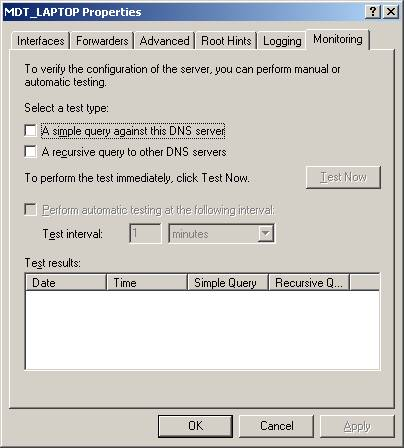 MDT_LAPTOP Properties
Interfaces Forwarders Advanced Root Hints Logging Monitoring
To verify the configuration of the server, you can perform manual or
automatic testing.
Select a test type:
A simple query against this DNS server
A recursive query to other DNS servers
To perform the test immediately, click Test Now. Test Now
Perform automatic testing at the following interval:
Test interval: 1 minutes
Test results:
Date Time Simple Query Recursive Q...
OK Cancel Apply